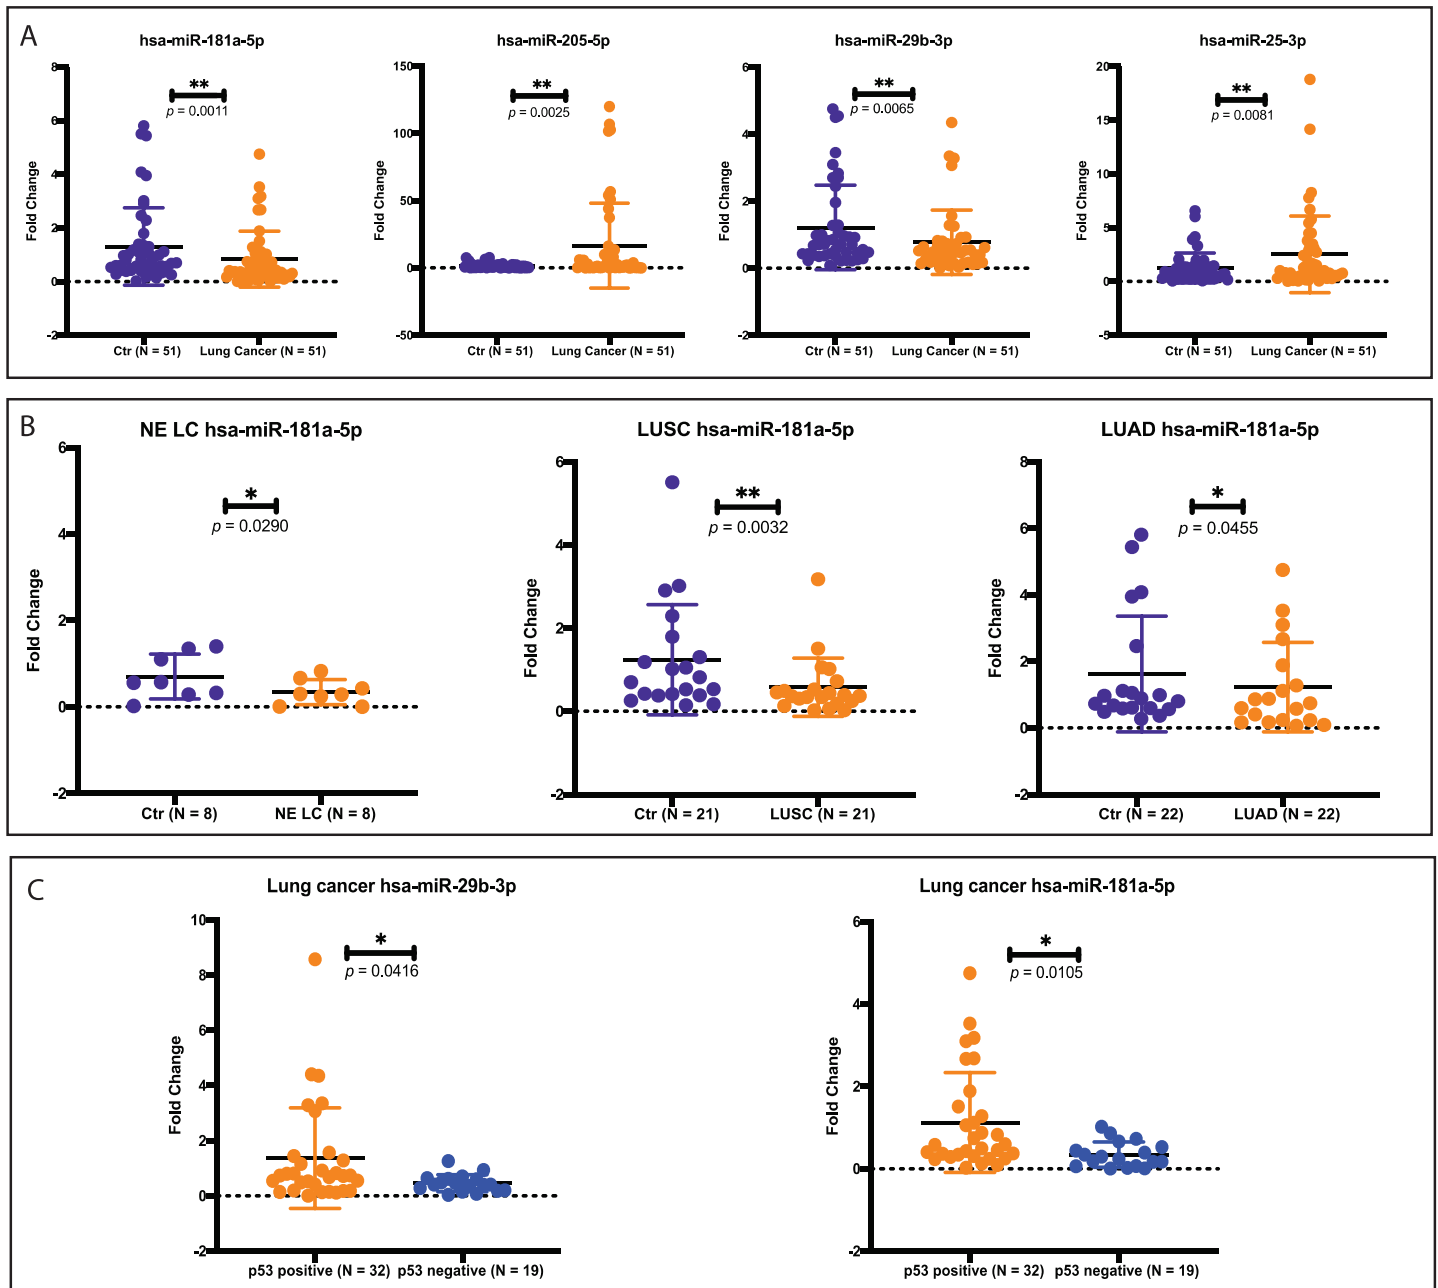 A
hsa-miR-181a-5p
8
6
4
2
0
-2
Fold Change
**
p = 0.0011
Ctr (N = 51)
Lung Cancer (N = 51)
hsa-miR-205-5p
150
100
50
0
-50
Fold Change
**
p = 0.0025
Ctr (N = 51)
Lung Cancer (N = 51)
hsa-miR-29b-3p
6
4
2
0
-2
Fold Change
**
p = 0.0065
Ctr (N = 51)
Lung Cancer (N = 51)
hsa-miR-25-3p
20
15
10
5
0
-5
Fold Change
**
p = 0.0081
Ctr (N = 51)
Lung Cancer (N = 51)
B
NE LC hsa-miR-181a-5p
6
4
2
0
-2
Fold Change
*
p = 0.0290
Ctr (N = 8)
NE LC (N = 8)
LUSC hsa-miR-181a-5p
6
4
2
0
-2
Fold Change
**
p = 0.0032
Ctr (N = 21)
LUSC (N = 21)
LUAD hsa-miR-181a-5p
8
6
4
2
0
-2
Fold Change
*
p = 0.0455
Ctr (N = 22)
LUAD (N = 22)
C
Lung cancer hsa-miR-29b-3p
10
8
6
4
2
0
-2
Fold Change
*
p = 0.0416
p53 positive (N = 32)
p53 negative (N = 19)
Lung cancer hsa-miR-181a-5p
6
4
2
0
-2
Fold Change
*
p = 0.0105
p53 positive (N = 32)
p53 negative (N = 19)